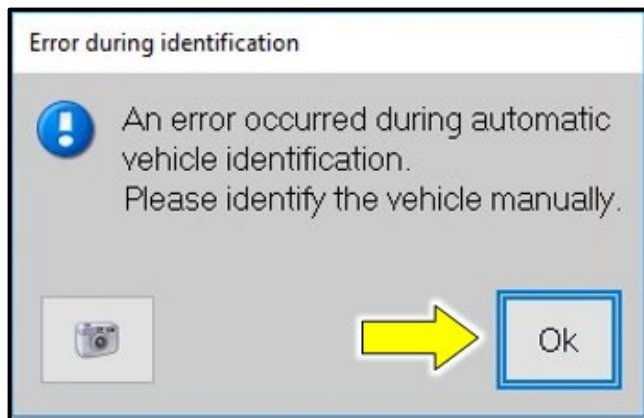 Error during identification
An error occurred during automatic
vehicle identification.
Please identify the vehicle manually.
Ok